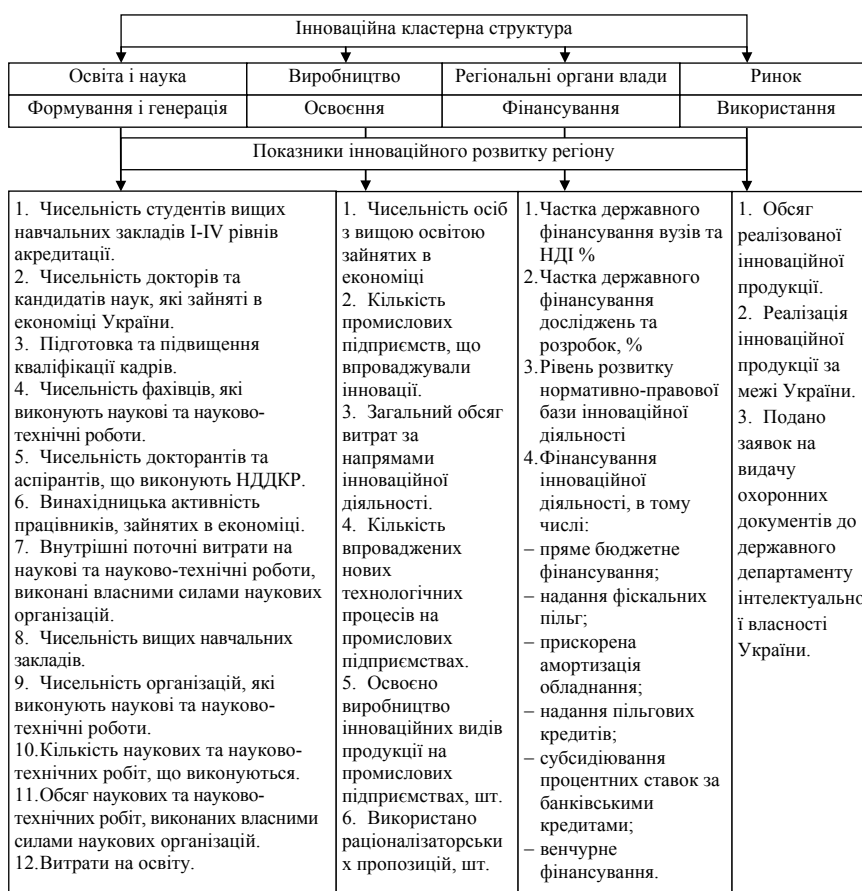 Інноваційна кластерна структура
Освіта і наука
Виробництво
Регіональні органи влади
Ринок
Формування і генерація
Освоєння
Фінансування
Використання
Показники інноваційного розвитку регіону
1. Чисельність студентів вищих
навчальних закладів I-IV рівнів
акредитації.
2. Чисельність докторів та
кандидатів наук, які зайняті в
економіці України.
3. Підготовка та підвищення
кваліфікації кадрів.
4. Чисельність фахівців, які
виконують наукові та науково-
технічні роботи.
5. Чисельність докторантів та
аспірантів, що виконують НДДКР.
6. Винахідницька активність
працівників, зайнятих в економіці.
7. Внутрішні поточні витрати на
наукові та науково-технічні роботи,
виконані власними силами наукових
організацій.
8. Чисельність вищих навчальних
закладів.
9. Чисельність організацій, які
виконують наукові та науково-
технічні роботи.
10.Кількість наукових та науково-
технічних робіт, що виконуються.
11.Обсяг наукових та науково-
технічних робіт, виконаних власними
силами наукових організацій.
12.Витрати на освіту.
1. Чисельність осіб
з вищою освітою
зайнятих в
економіці
2. Кількість
промислових
підприємств, що
впроваджували
інновації.
3. Загальний обсяг
витрат за
напрямами
інноваційної
діяльності.
4. Кількість
впроваджених
нових
технологічних
процесів на
промислових
підприємствах.
5. Освоєно
виробництво
інноваційних видів
продукції на
промислових
підприємствах, шт.
6. Використано
раціоналізаторськи
х пропозицій, шт.
1.Частка державного
фінансування вузів та
НДІ %
2.Частка державного
фінансування
досліджень та
розробок, %
3.Рівень розвитку
нормативно-правової
бази інноваційної
діяльності
4.Фінансування
інноваційної
діяльності, в тому
числі:
– пряме бюджетне
фінансування;
– надання фіскальних
пільг;
– прискорена
амортизація
обладнання;
– надання пільгових
кредитів;
– субсидіювання
процентних ставок за
банківськими
кредитами;
– венчурне
фінансування.
1. Обсяг
реалізованої
інноваційної
продукції.
2. Реалізація
інноваційної
продукції за
межі України.
3. Подано
заявок на
видачу
охоронних
документів до
державного
департаменту
інтелектуально
ї власності
України.